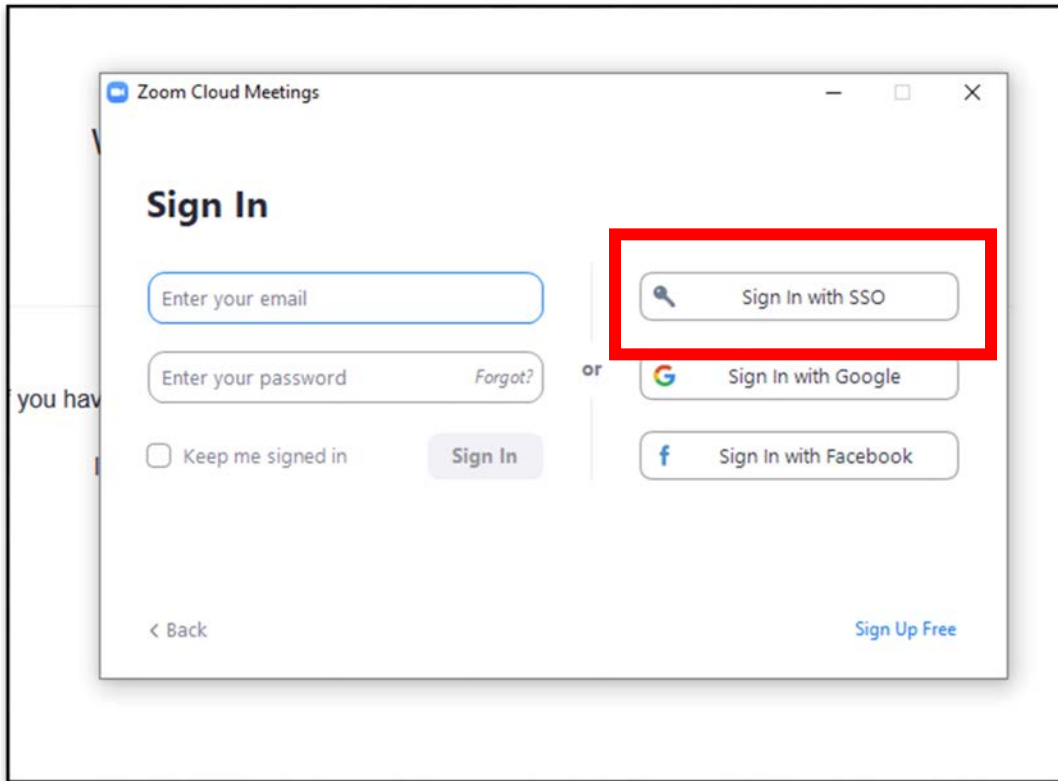 Zoom Cloud Meetings
Sign In
Enter your email
Sign In with SSO
Enter your password Forgot?
or
Sign In with Google
you hav
Keep me signed in
Sign In
Sign In with Facebook
< Back
Sign Up Free